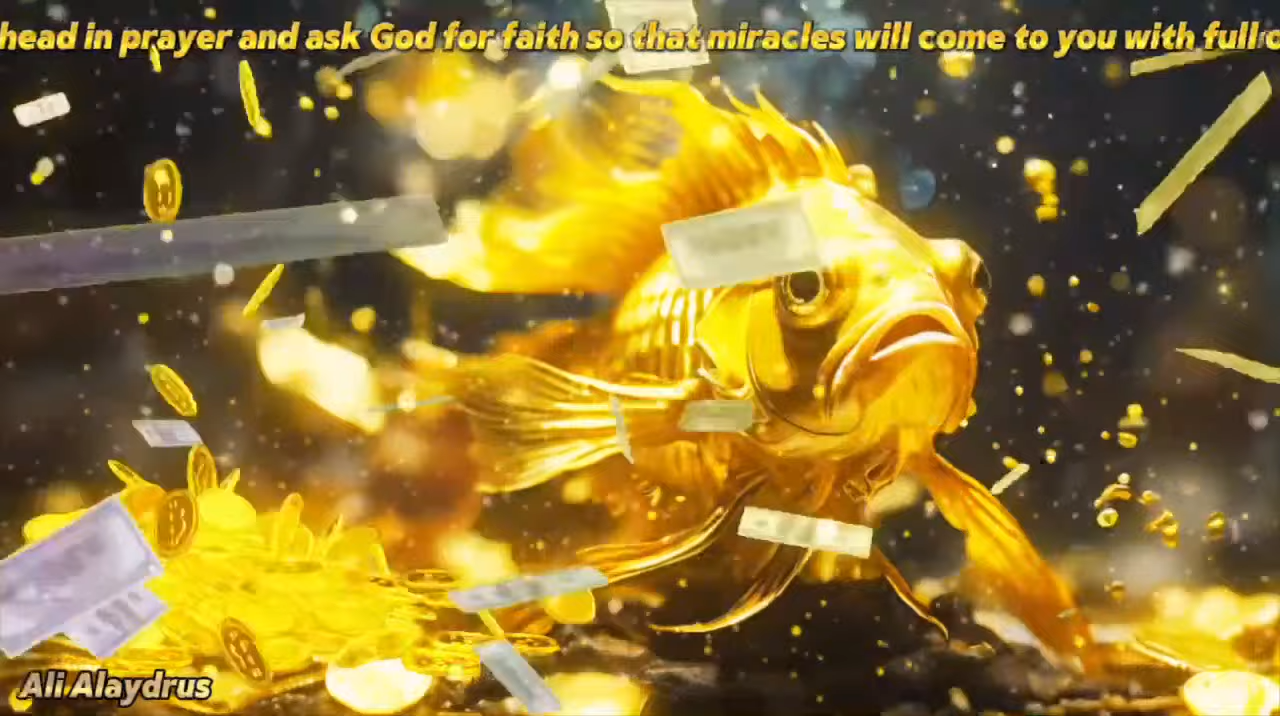 head in prayer and ask God for faith so that miracles will come to you with full
Ali Alaydrus